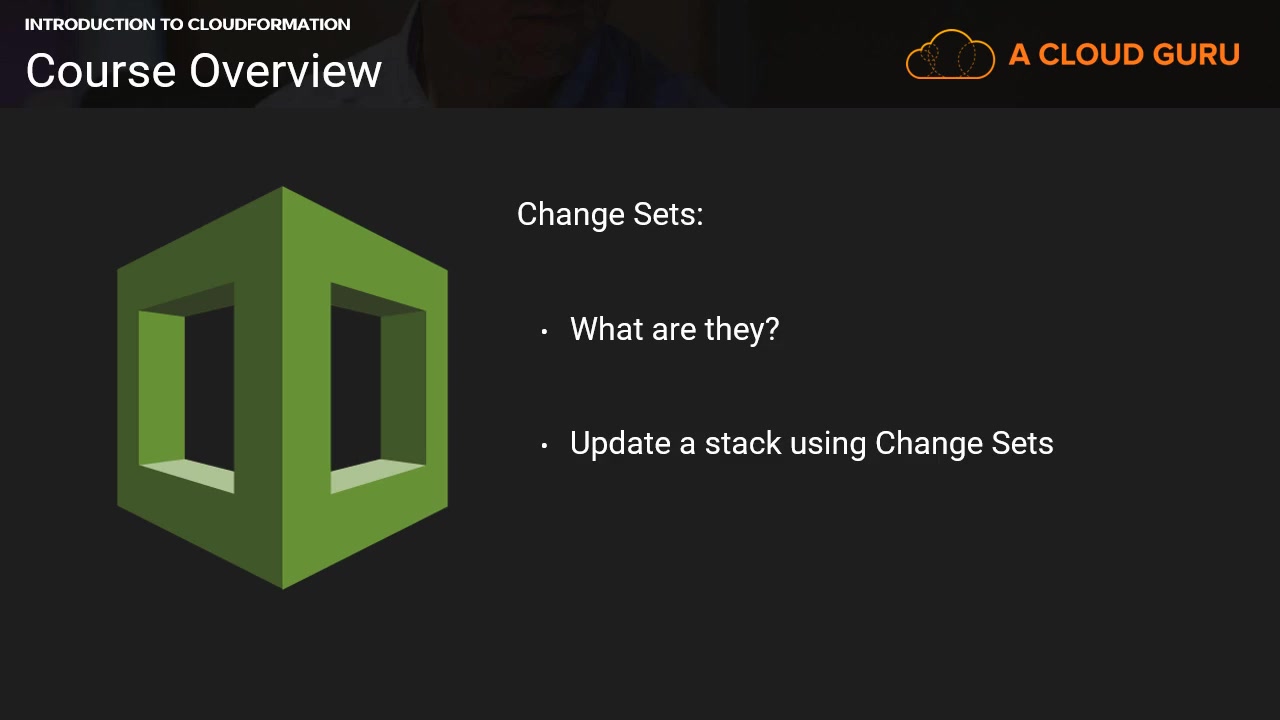 INTRODUCTION TO CLOUDFORMATION
Course Overview
A CLOUD GURU
Change Sets:
• What are they?
• Update a stack using Change Sets